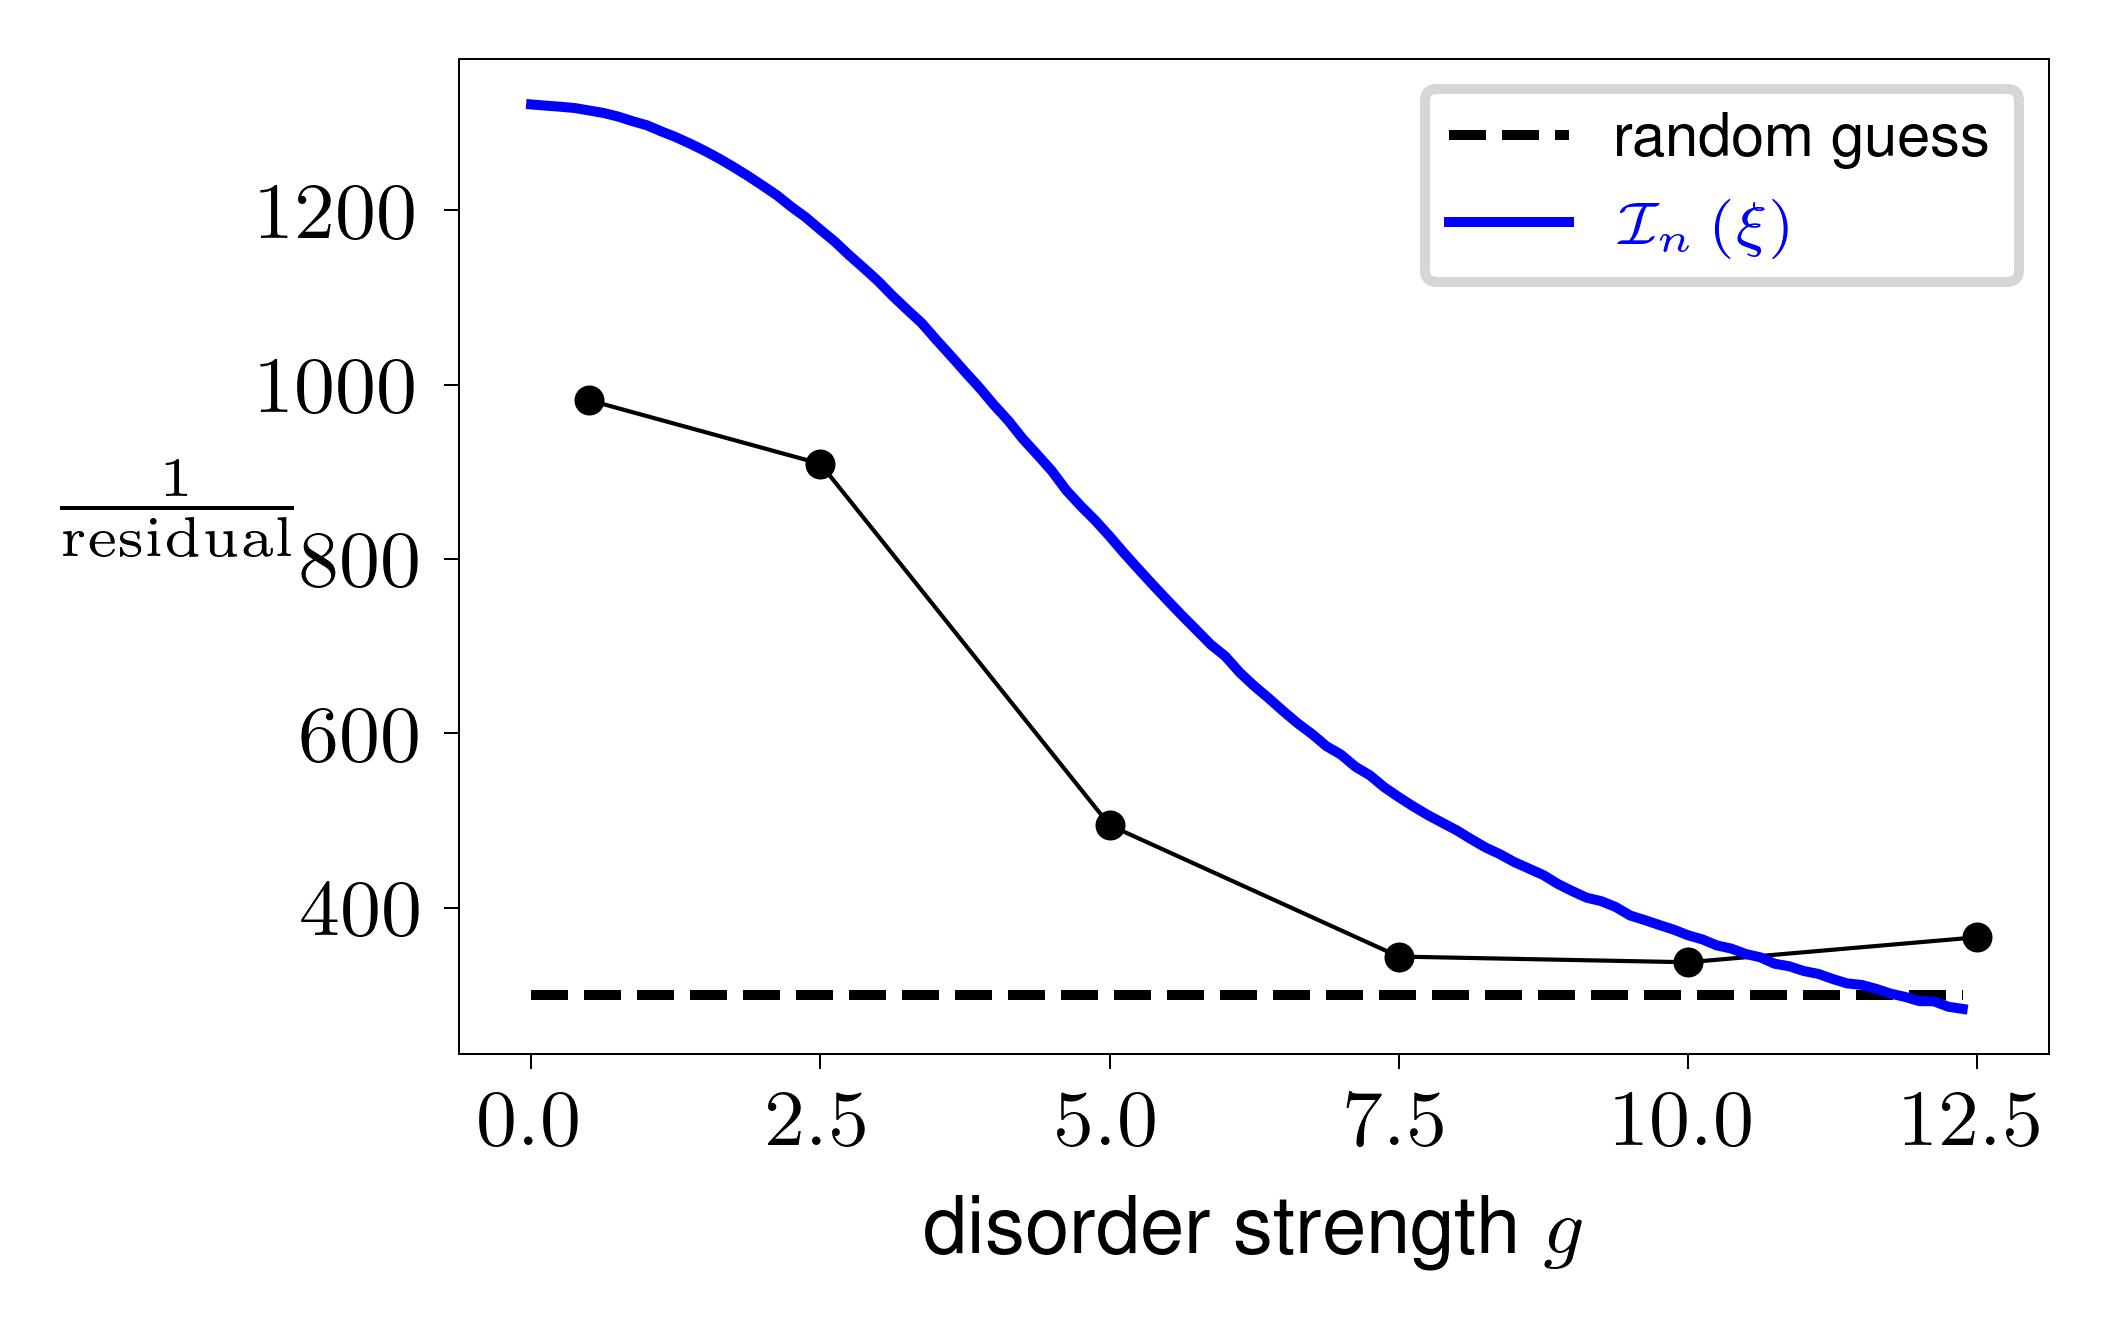 random guess
ℐₙ (ξ)
1200
1000
800
600
400
1
residual
0.0 2.5 5.0 7.5 10.0 12.5
disorder strength g